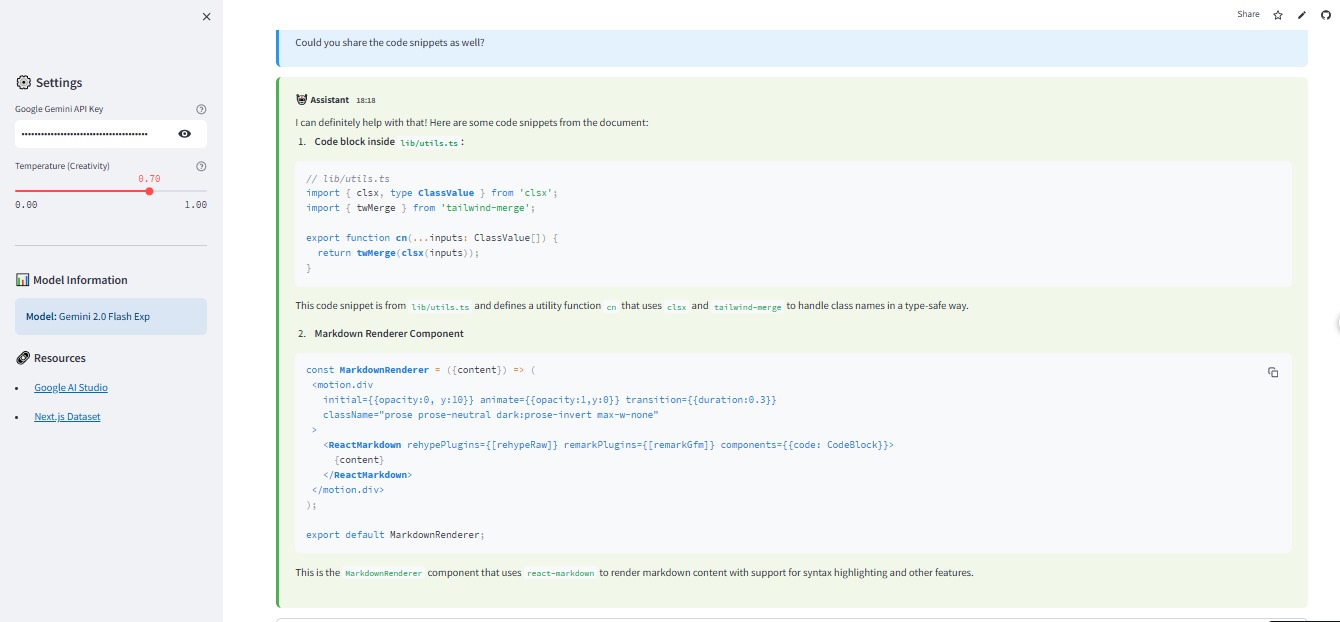 Share
Settings
Google Gemini API Key
••••••••••••••••••••••••••••••••••••••
Temperature (Creativity)
0.70
0.00 1.00
Model Information
Model: Gemini 2.0 Flash Exp
Resources
• Google AI Studio
• Next.js Dataset
Could you share the code snippets as well?
Assistant 18:18
I can definitely help with that! Here are some code snippets from the document:
1. Code block inside lib/utils.ts :
// lib/utils.ts
import { clsx, type ClassValue } from 'clsx';
import { twMerge } from 'tailwind-merge';
export function cn(...inputs: ClassValue[]) {
  return twMerge(clsx(inputs));
}
This code snippet is from lib/utils.ts and defines a utility function cn that uses clsx and tailwind-merge to handle class names in a type-safe way.
2. Markdown Renderer Component
const MarkdownRenderer = ({content}) => (
 <motion.div
   initial={{opacity:0, y:10}} animate={{opacity:1,y:0}} transition={{duration:0.3}}
   className="prose prose-neutral dark:prose-invert max-w-none"
 >
   <ReactMarkdown rehypePlugins={[rehypeRaw]} remarkPlugins={[remarkGfm]} components={{code: CodeBlock}}>
     {content}
   </ReactMarkdown>
 </motion.div>
);
export default MarkdownRenderer;
This is the MarkdownRenderer component that uses react-markdown to render markdown content with support for syntax highlighting and other features.